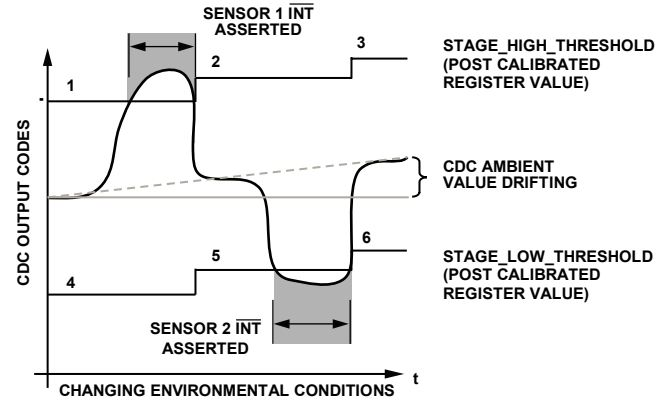 SENSOR 1 INT
ASSERTED
1
2
3
STAGE_HIGH_THRESHOLD
(POST CALIBRATED
REGISTER VALUE)
CDC OUTPUT CODES
CDC AMBIENT
VALUE DRIFTING
4
5
6
STAGE_LOW_THRESHOLD
(POST CALIBRATED
REGISTER VALUE)
SENSOR 2 INT
ASSERTED
t
CHANGING ENVIRONMENTAL CONDITIONS